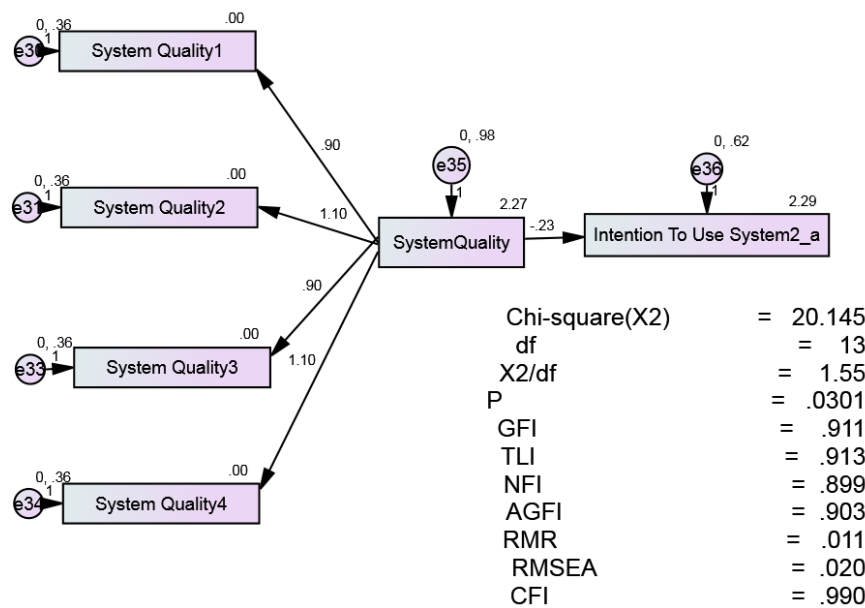 0, .36
.00
e30
1
System Quality1
.90
0, .98
0, .62
e35
e36
0, .36
.00
1
1
e31
1
System Quality2
1.10
2.27
2.29
SystemQuality
-.23
Intention To Use System2_a
.90
0, .36
.00
1.10
e33
1
System Quality3
0, .36
.00
e34
1
System Quality4
Chi-square(X2) = 20.145
df = 13
X2/df = 1.55
P = .0301
GFI = .911
TLI = .913
NFI = .899
AGFI = .903
RMR = .011
RMSEA = .020
CFI = .990